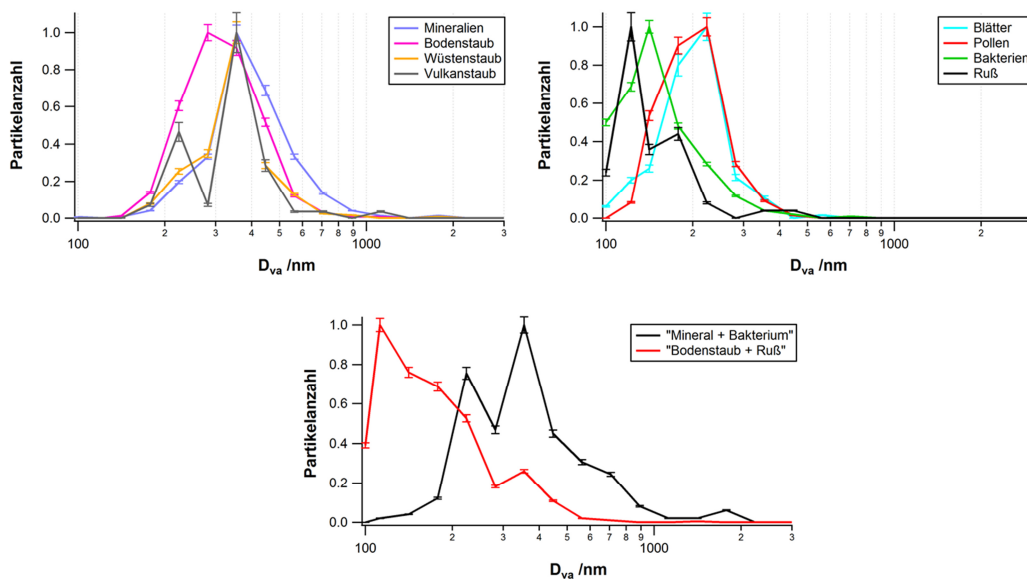 Partikelanzahl
1.0
0.8
0.6
0.4
0.2
0.0
Mineralien
Bodenstaub
Wüstenstaub
Vulkanstaub
100 2 3 4 5 6 7 8 9 1000 2 3
Dva /nm
Partikelanzahl
1.0
0.8
0.6
0.4
0.2
0.0
Blätter
Pollen
Bakterien
Ruß
100 2 3 4 5 6 7 8 9 1000 2
Dva /nm
Partikelanzahl
1.0
0.8
0.6
0.4
0.2
0.0
"Mineral + Bakterium"
"Bodenstaub + Ruß"
100 2 3 4 5 6 7 8 9 1000 2 3
Dva /nm